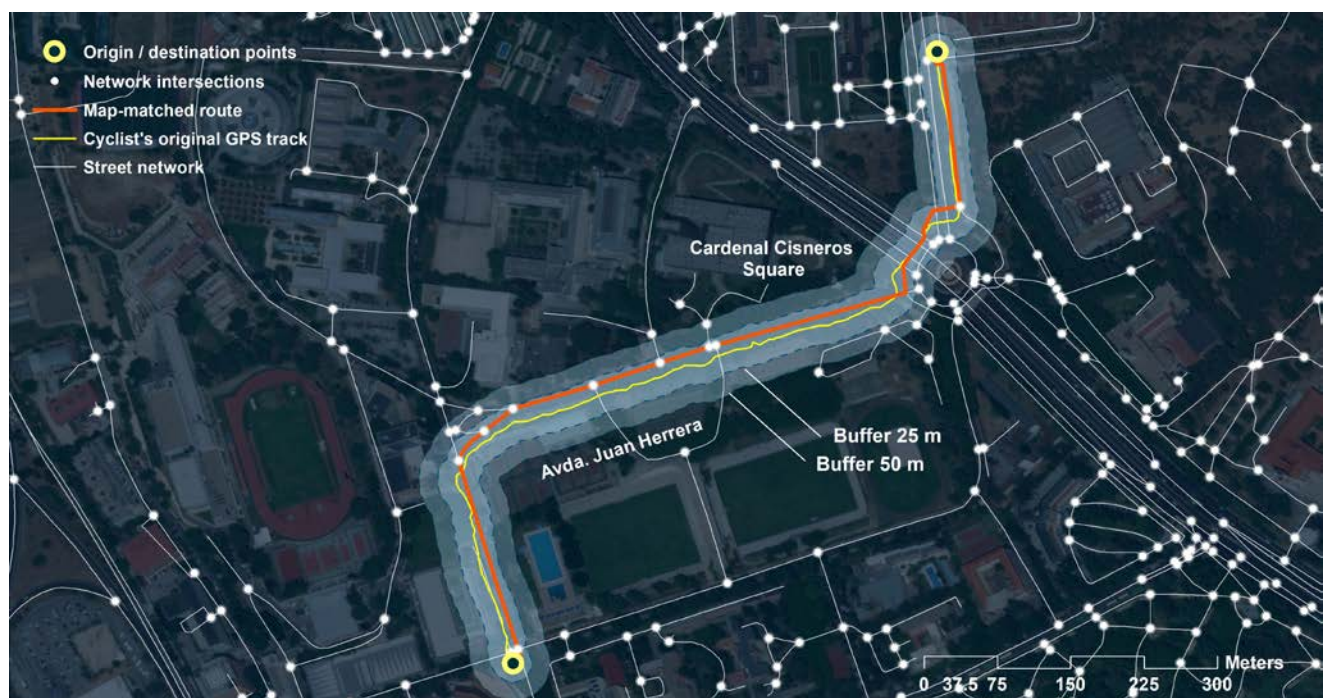 Origin / destination points
Network intersections
Map-matched route
Cyclist's original GPS track
Street network
Cardenal Cisneros
Square
Avda. Juan Herrera
Buffer 25 m
Buffer 50 m
Meters
0 37.5 75 150 225 300